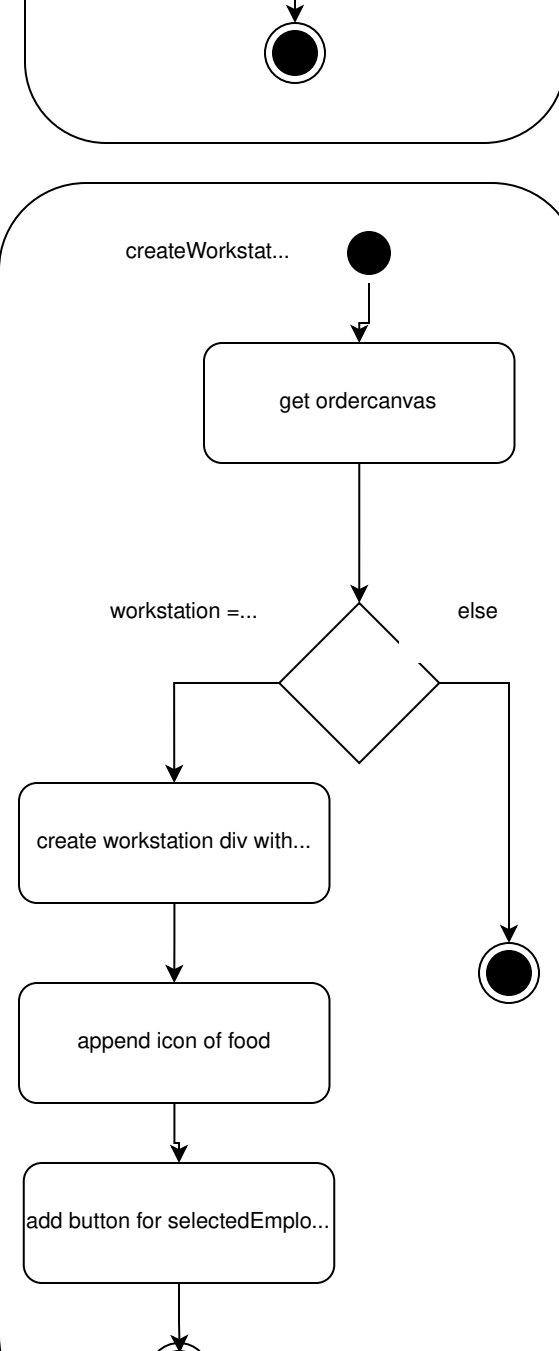 createWorkstat...
get ordercanvas
workstation =...
else
create workstation div with...
append icon of food
add button for selectedEmplo...